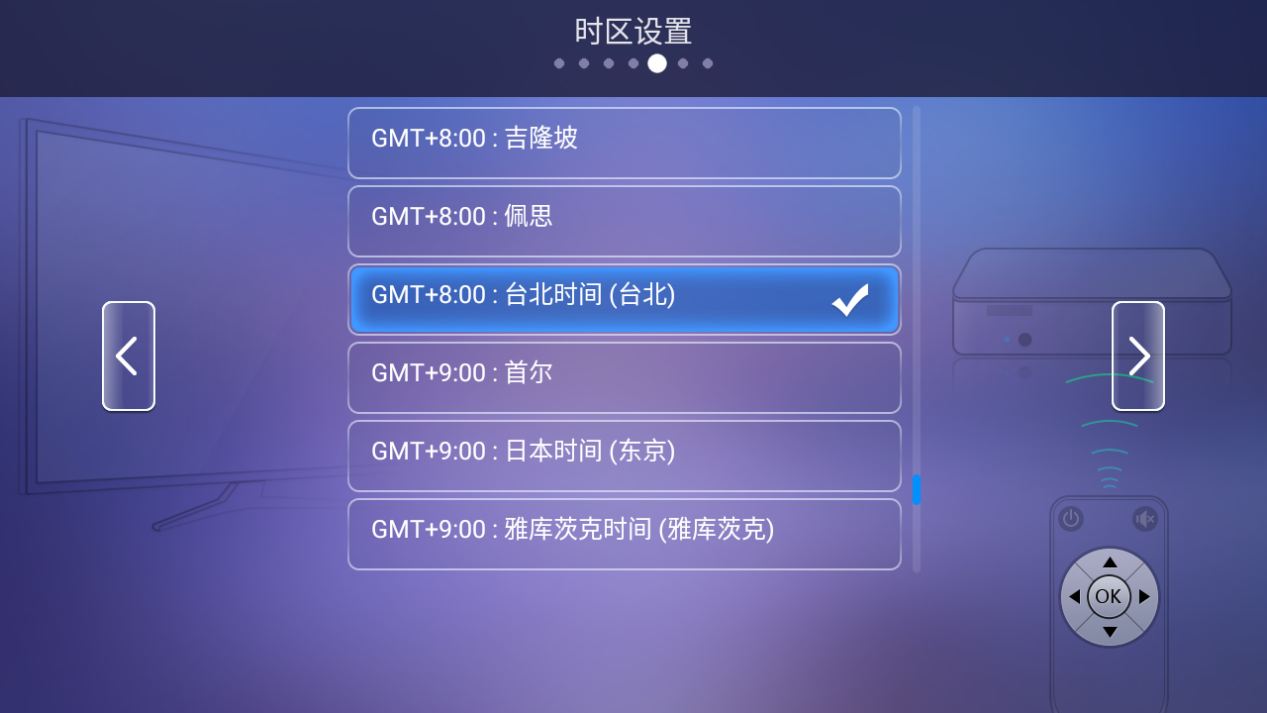 时区设置
GMT+8:00 : 吉隆坡
GMT+8:00 : 佩思
GMT+8:00 : 台北时间 (台北)
GMT+9:00 : 首尔
GMT+9:00 : 日本时间 (东京)
GMT+9:00 : 雅库茨克时间 (雅库茨克)
OK